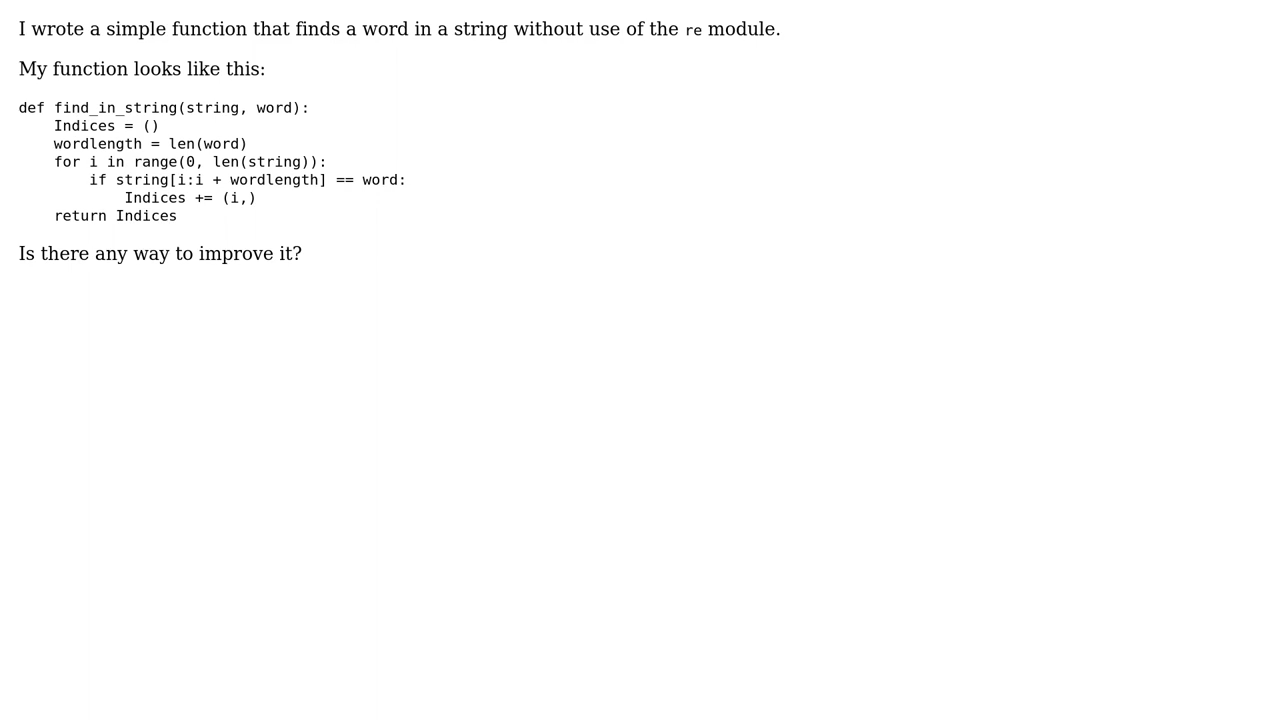 I wrote a simple function that finds a word in a string without use of the re module.
My function looks like this:
def find_in_string(string, word):
    Indices = ()
    wordlength = len(word)
    for i in range(0, len(string)):
        if string[i:i + wordlength] == word:
            Indices += (i,)
    return Indices
Is there any way to improve it?